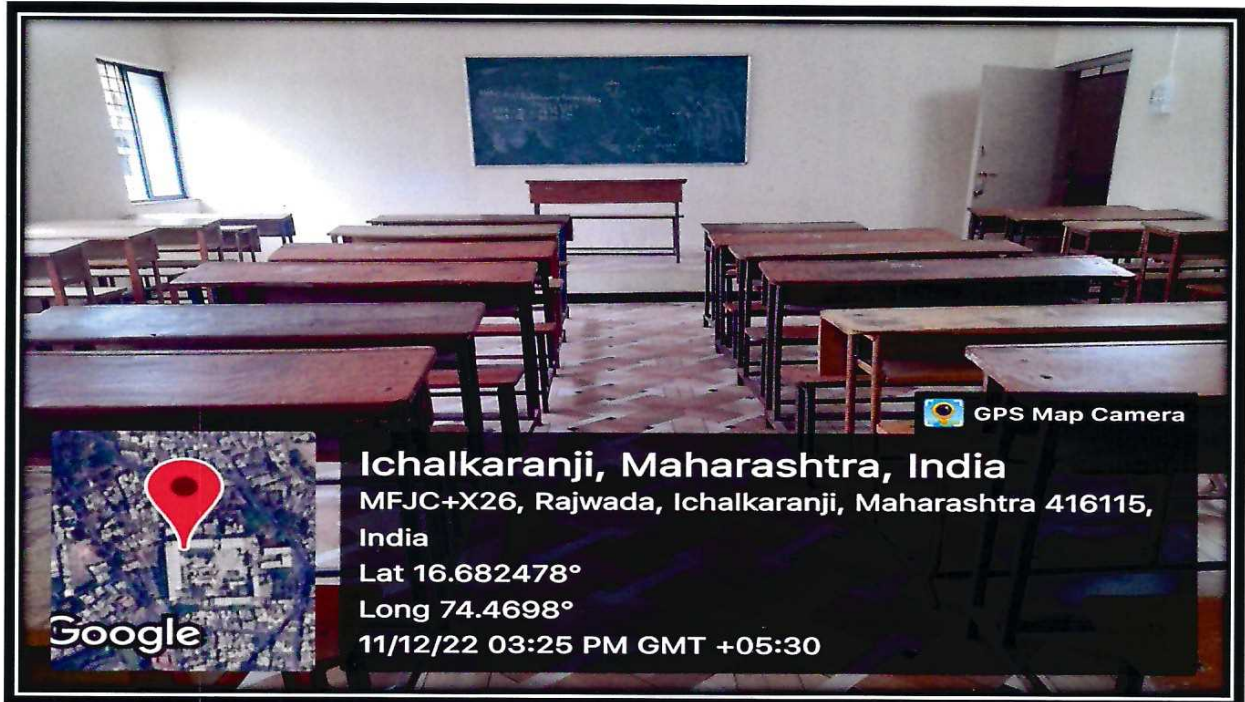 GPS Map Camera
Ichalkaranji, Maharashtra, India
MFJC+X26, Rajwada, Ichalkaranji, Maharashtra 416115,
India
Lat 16.682478°
Long 74.4698°
11/12/22 03:25 PM GMT +05:30
Google